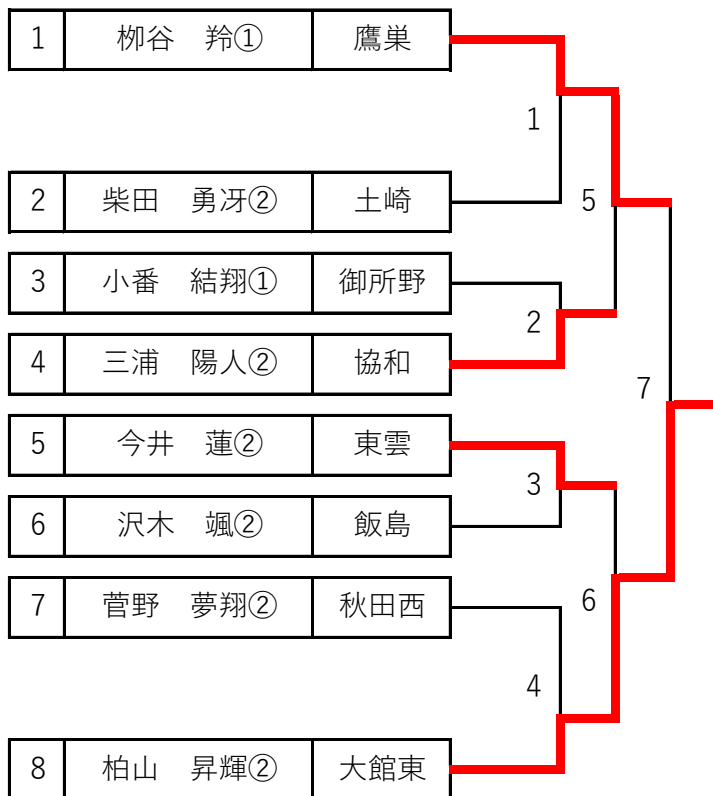 1 栁谷　羚① 鷹巣
1
2 柴田　勇冴② 土崎
5
3 小番　結翔① 御所野
2
4 三浦　陽人② 協和
7
5 今井　蓮② 東雲
3
6 沢木　颯② 飯島
7 菅野　夢翔② 秋田西
6
4
8 柏山　昇輝② 大館東